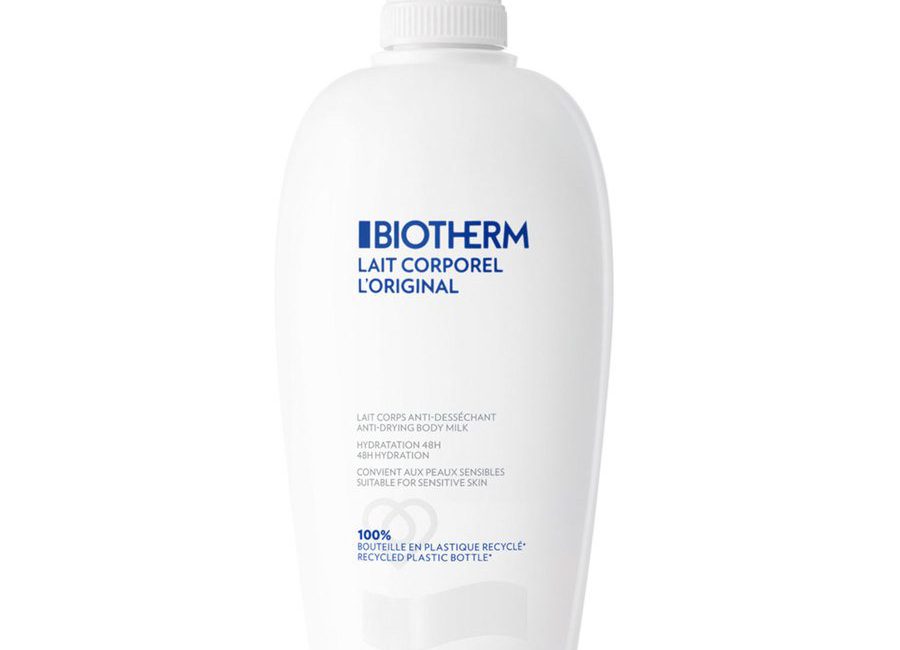 BIOTHERM
LAIT CORPOREL
L'ORIGINAL
LAIT CORPS ANTI-DESSÉCHANT
ANTI-DRYING BODY MILK
HYDRATATION 48H
48H HYDRATION
CONVIENT AUX PEAUX SENSIBLES
SUITABLE FOR SENSITIVE SKIN
100%
BOUTEILLE EN PLASTIQUE RECYCLÉ*
RECYCLED PLASTIC BOTTLE*